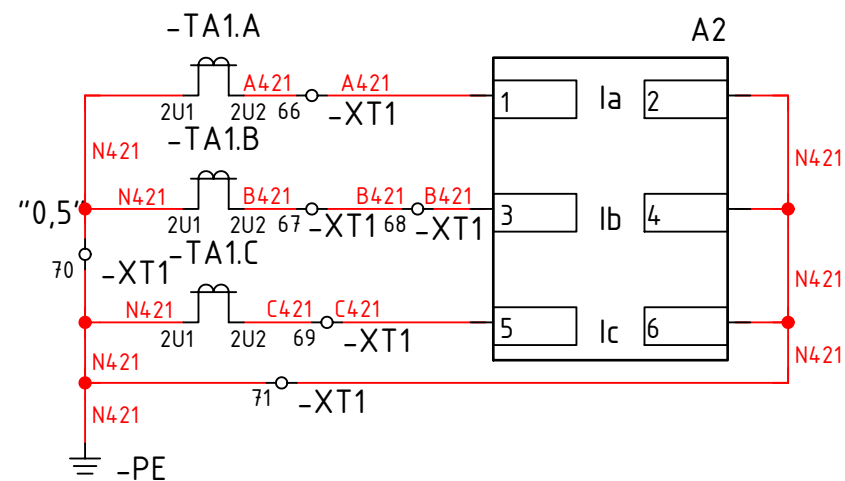 -TA1.A
A2
A421 A421
2U1 2U2 66 -XT1
1 Ia 2
-TA1.B
N421 N421
"0,5" N421 B421 B421 B421
2U1 2U2 67 -XT1 68 -XT1
3 Ib 4
-TA1.C
70 -XT1
N421
N421 C421 C421
2U1 2U2 69 -XT1
5 Ic 6
N421 N421
71 -XT1
N421
-PE